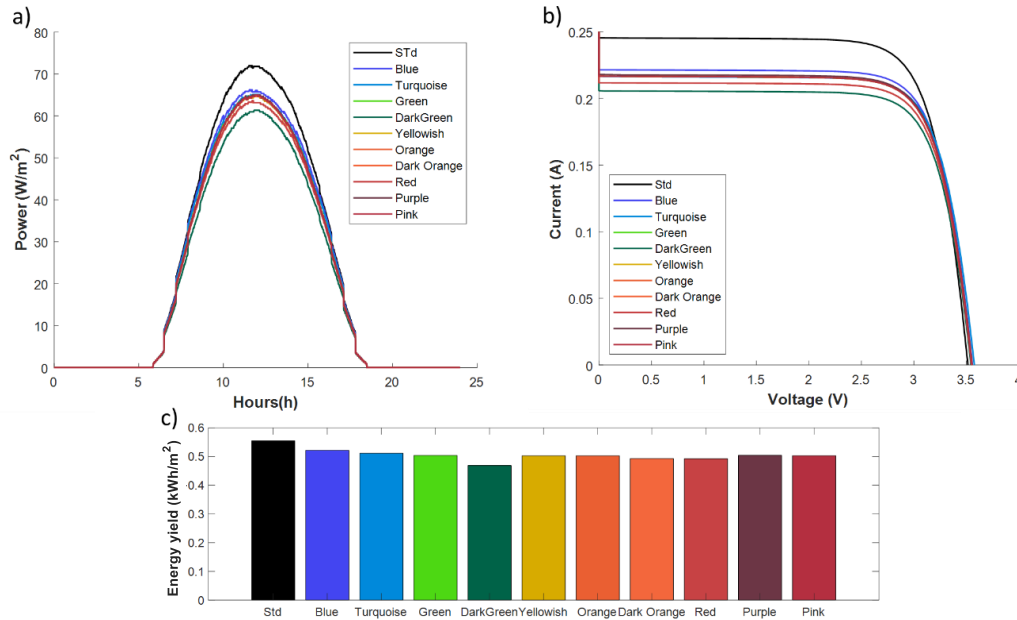 a)
80
70
60
50
40
30
20
10
0
Power (W/m2)
0 5 10 15 20 25
Hours(h)
STd
Blue
Turquoise
Green
DarkGreen
Yellowish
Orange
Dark Orange
Red
Purple
Pink
b)
0.25
0.2
0.15
0.1
0.05
0
Current (A)
0 0.5 1 1.5 2 2.5 3 3.5 4
Voltage (V)
Std
Blue
Turquoise
Green
DarkGreen
Yellowish
Orange
Dark Orange
Red
Purple
Pink
c)
0.6
0.5
0.4
0.3
0.2
0.1
0
Energy yield (kWh/m2)
Std Blue Turquoise Green DarkGreen Yellowish Orange Dark Orange Red Purple Pink